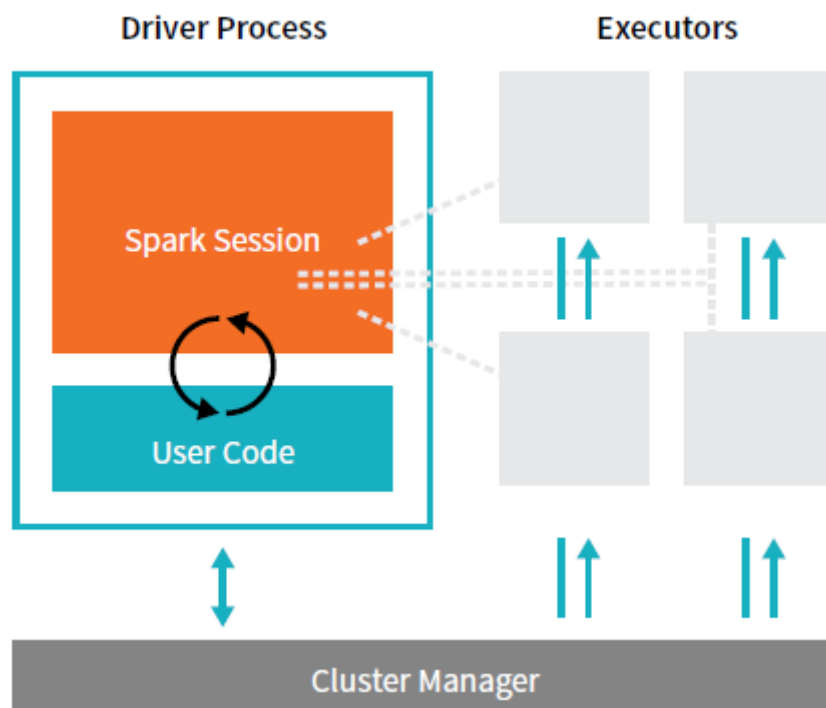 Driver Process
Executors
Spark Session
User Code
Cluster Manager